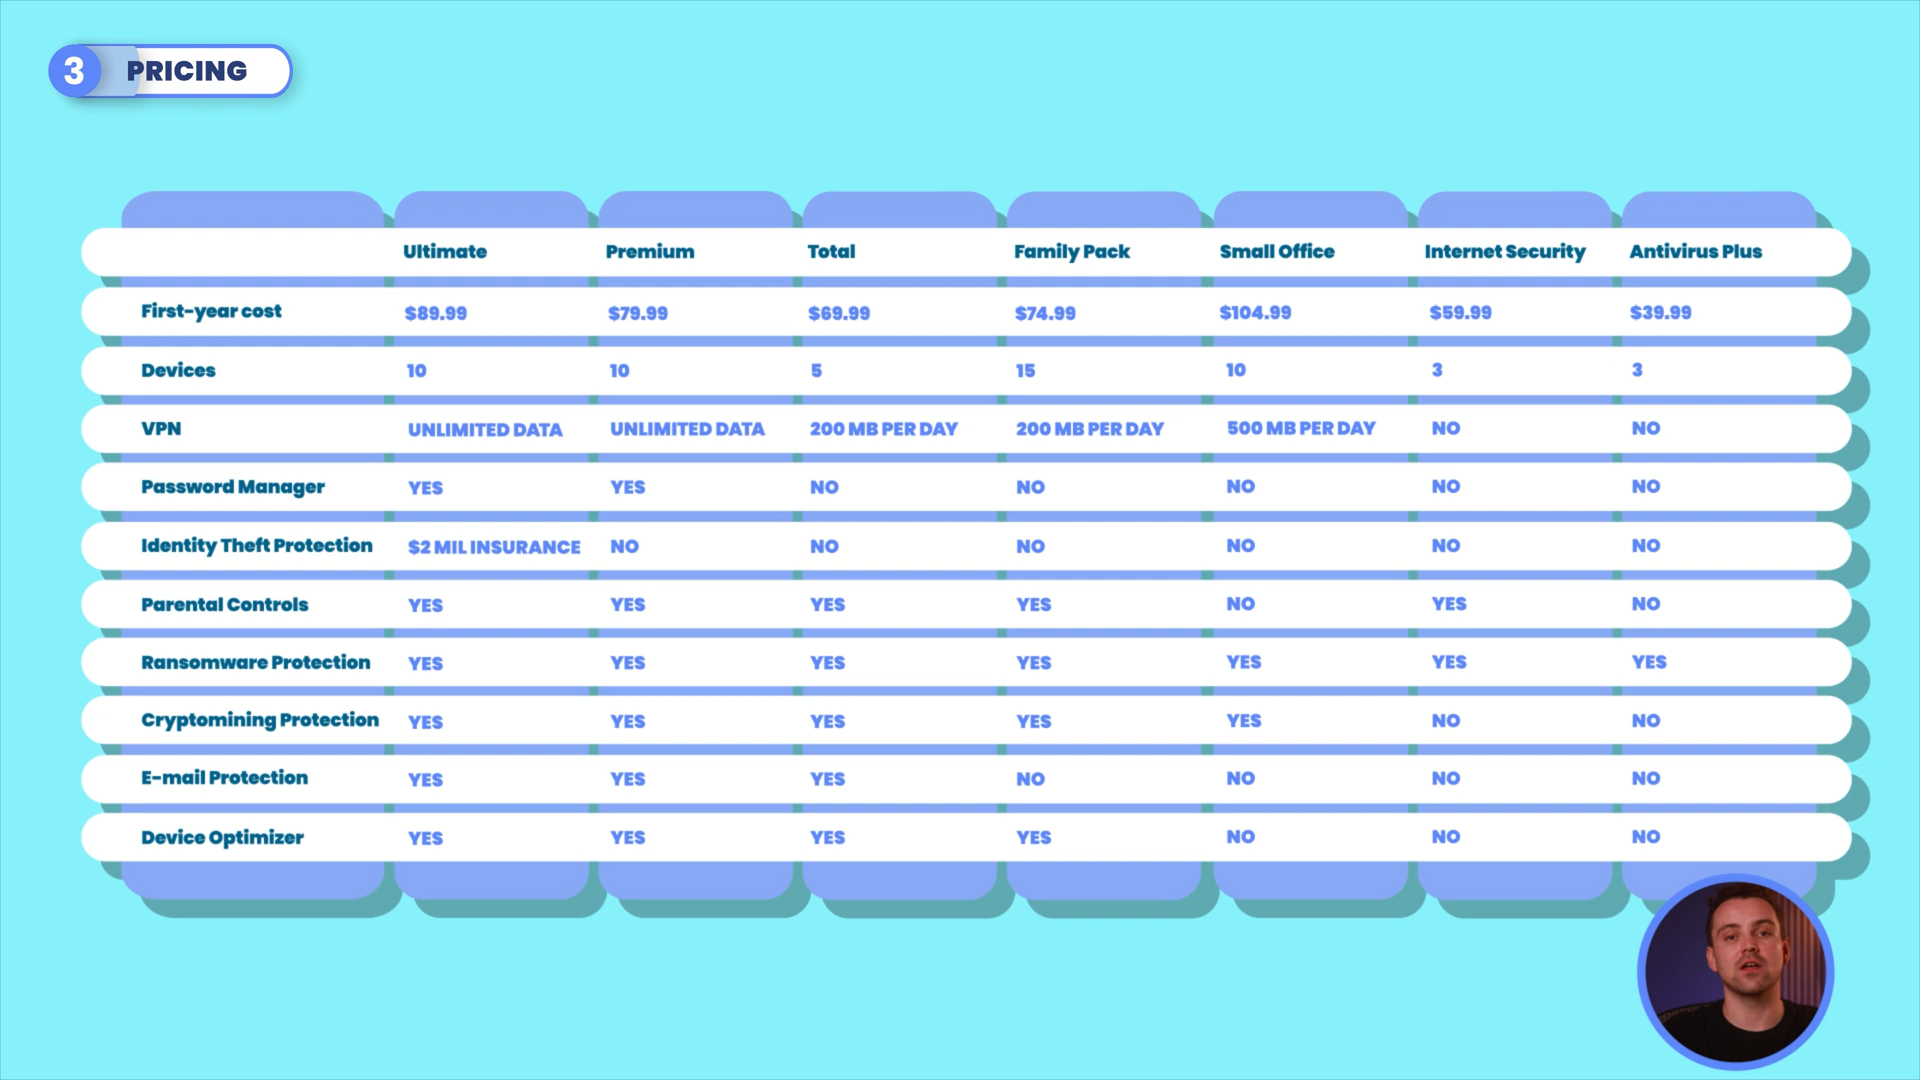 3 PRICING
Ultimate Premium Total Family Pack Small Office Internet Security Antivirus Plus
First-year cost $89.99 $79.99 $69.99 $74.99 $104.99 $59.99 $39.99
Devices 10 10 5 15 10 3 3
VPN UNLIMITED DATA UNLIMITED DATA 200 MB PER DAY 200 MB PER DAY 500 MB PER DAY NO NO
Password Manager YES YES NO NO NO NO NO
Identity Theft Protection $2 MIL INSURANCE NO NO NO NO NO NO
Parental Controls YES YES YES YES NO YES NO
Ransomware Protection YES YES YES YES YES YES YES
Cryptomining Protection YES YES YES YES YES NO NO
E-mail Protection YES YES YES NO NO NO NO
Device Optimizer YES YES YES YES NO NO NO